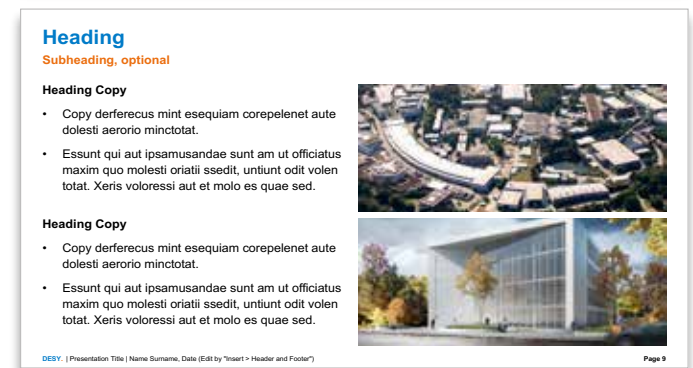 Heading
Subheading, optional
Heading Copy
• Copy derferecus mint esequiam corepelenet aute
dolesti aerorio minctotat.
• Essunt qui aut ipsamusandae sunt am ut officiatus
maxim quo molesti oriatii ssedit, untiunt odit volen
totat. Xeris voloressi aut et molo es quae sed.
Heading Copy
• Copy derferecus mint esequiam corepelenet aute
dolesti aerorio minctotat.
• Essunt qui aut ipsamusandae sunt am ut officiatus
maxim quo molesti oriatii ssedit, untiunt odit volen
totat. Xeris voloressi aut et molo es quae sed.
DESY. | Presentation Title | Name Surname, Date (Edit by "Insert > Header and Footer") Page 9